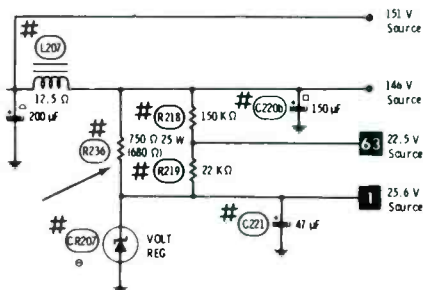 # 151 V
Source
L207
146 V
Source
12.5 Ω
200 µF
# R218 150 KΩ
# C220b 150 µF
#
R236
750 Ω 25 W
(680 Ω)
63 22.5 V
Source
# R219 22 KΩ
1 25.6 V
Source
#
CR207
VOLT
REG
#
C221
47 µF